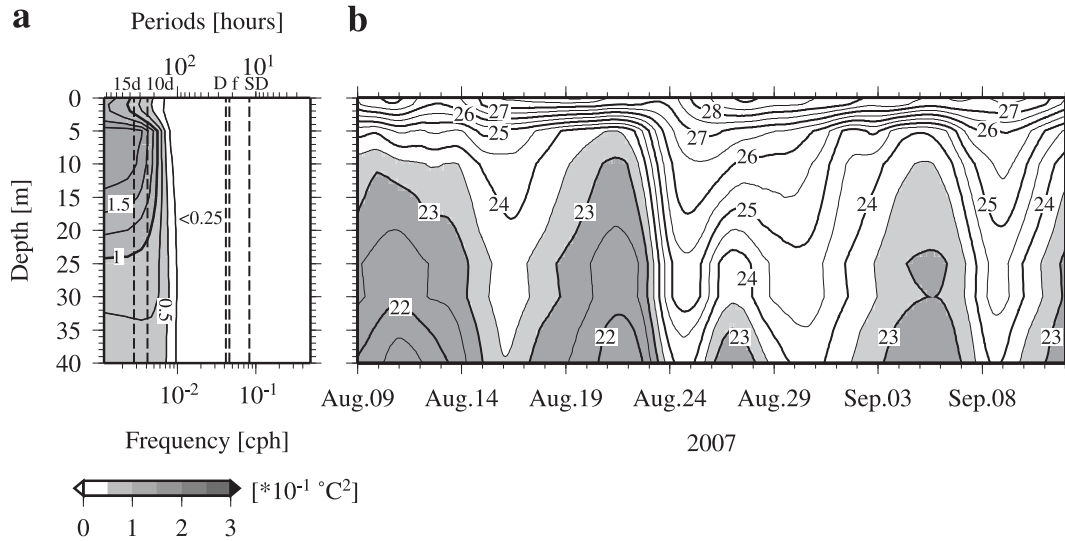 a
Periods [hours]
b
10² 10¹
15d 10d D f SD
0
5
10
15
20
25
30
35
40
Depth [m]
1.5
1
0.5
<0.25
26 27 28 27
25 27 26
26
23 24 23 25 24 25 24
24
22 22 23 23 23
10⁻² 10⁻¹
Aug.09 Aug.14 Aug.19 Aug.24 Aug.29 Sep.03 Sep.08
Frequency [cph]
2007
[*10⁻¹ °C²]
0 1 2 3